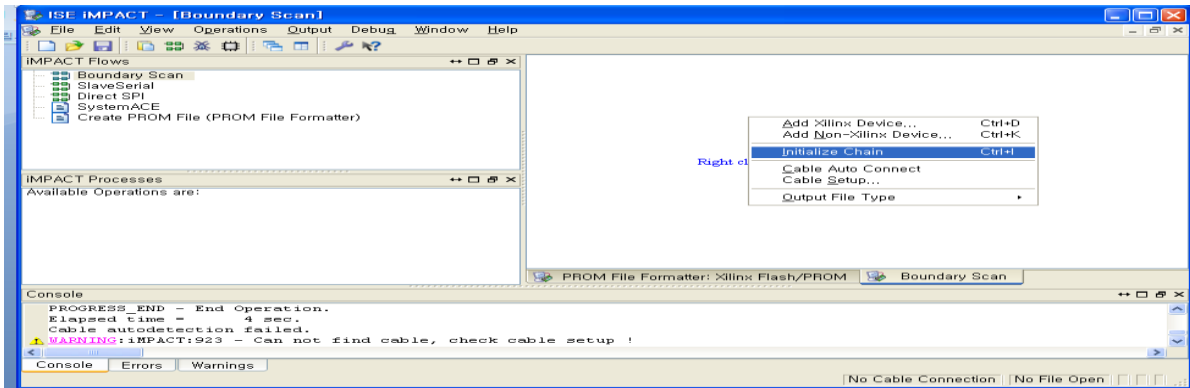 ISE iMPACT - [Boundary Scan]
File Edit View Operations Output Debug Window Help
iMPACT Flows
Boundary Scan
SlaveSerial
Direct SPI
SystemACE
Create PROM File (PROM File Formatter)
iMPACT Processes
Available Operations are:
Right cl
Add Xilinx Device... Ctrl+D
Add Non-Xilinx Device... Ctrl+K
Initialize Chain Ctrl+I
Cable Auto Connect
Cable Setup...
Output File Type
PROM File Formatter: Xilinx Flash/PROM Boundary Scan
Console
PROGRESS_END - End Operation.
Elapsed time = 4 sec.
Cable autodetection failed.
WARNING:iMPACT:923 - Can not find cable, check cable setup !
Console Errors Warnings
No Cable Connection No File Open